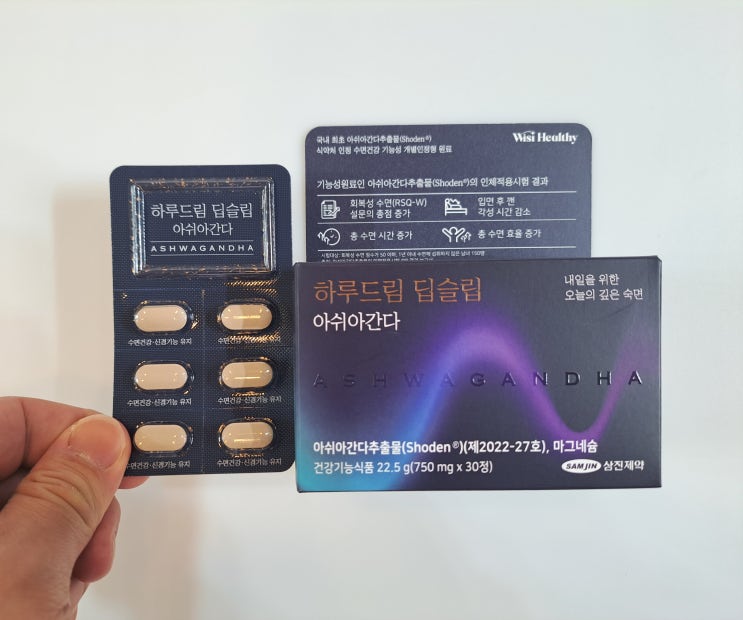 국내 최초 아쉬아간다추출물(Shoden®)
식약처 인정 수면건강 기능성 개별인정형 원료
Wisi Healthy
기능성원료인 아쉬아간다추출물(Shoden®)의 인체적용시험 결과
회복성 수면(RSQ-W)
설문의 총점 증가
입면 후 깬
각성 시간 감소
총 수면 시간 증가
총 수면 효율 증가
하루드림 딥슬립
아쉬아간다
ASHWAGANDHA
수면건강·신경기능 유지
수면건강·신경기능 유지
수면건강·신경기능 유지
수면건강·신경기능 유지
수면건강·신경기능 유지
수면건강·신경기능 유지
하루드림 딥슬립
아쉬아간다
내일을 위한
오늘의 깊은 숙면
ASHWAGANDHA
아쉬아간다추출물(Shoden®)(제2022-27호), 마그네슘
건강기능식품 22.5 g(750 mg x 30정)
SAMJIN 삼진제약